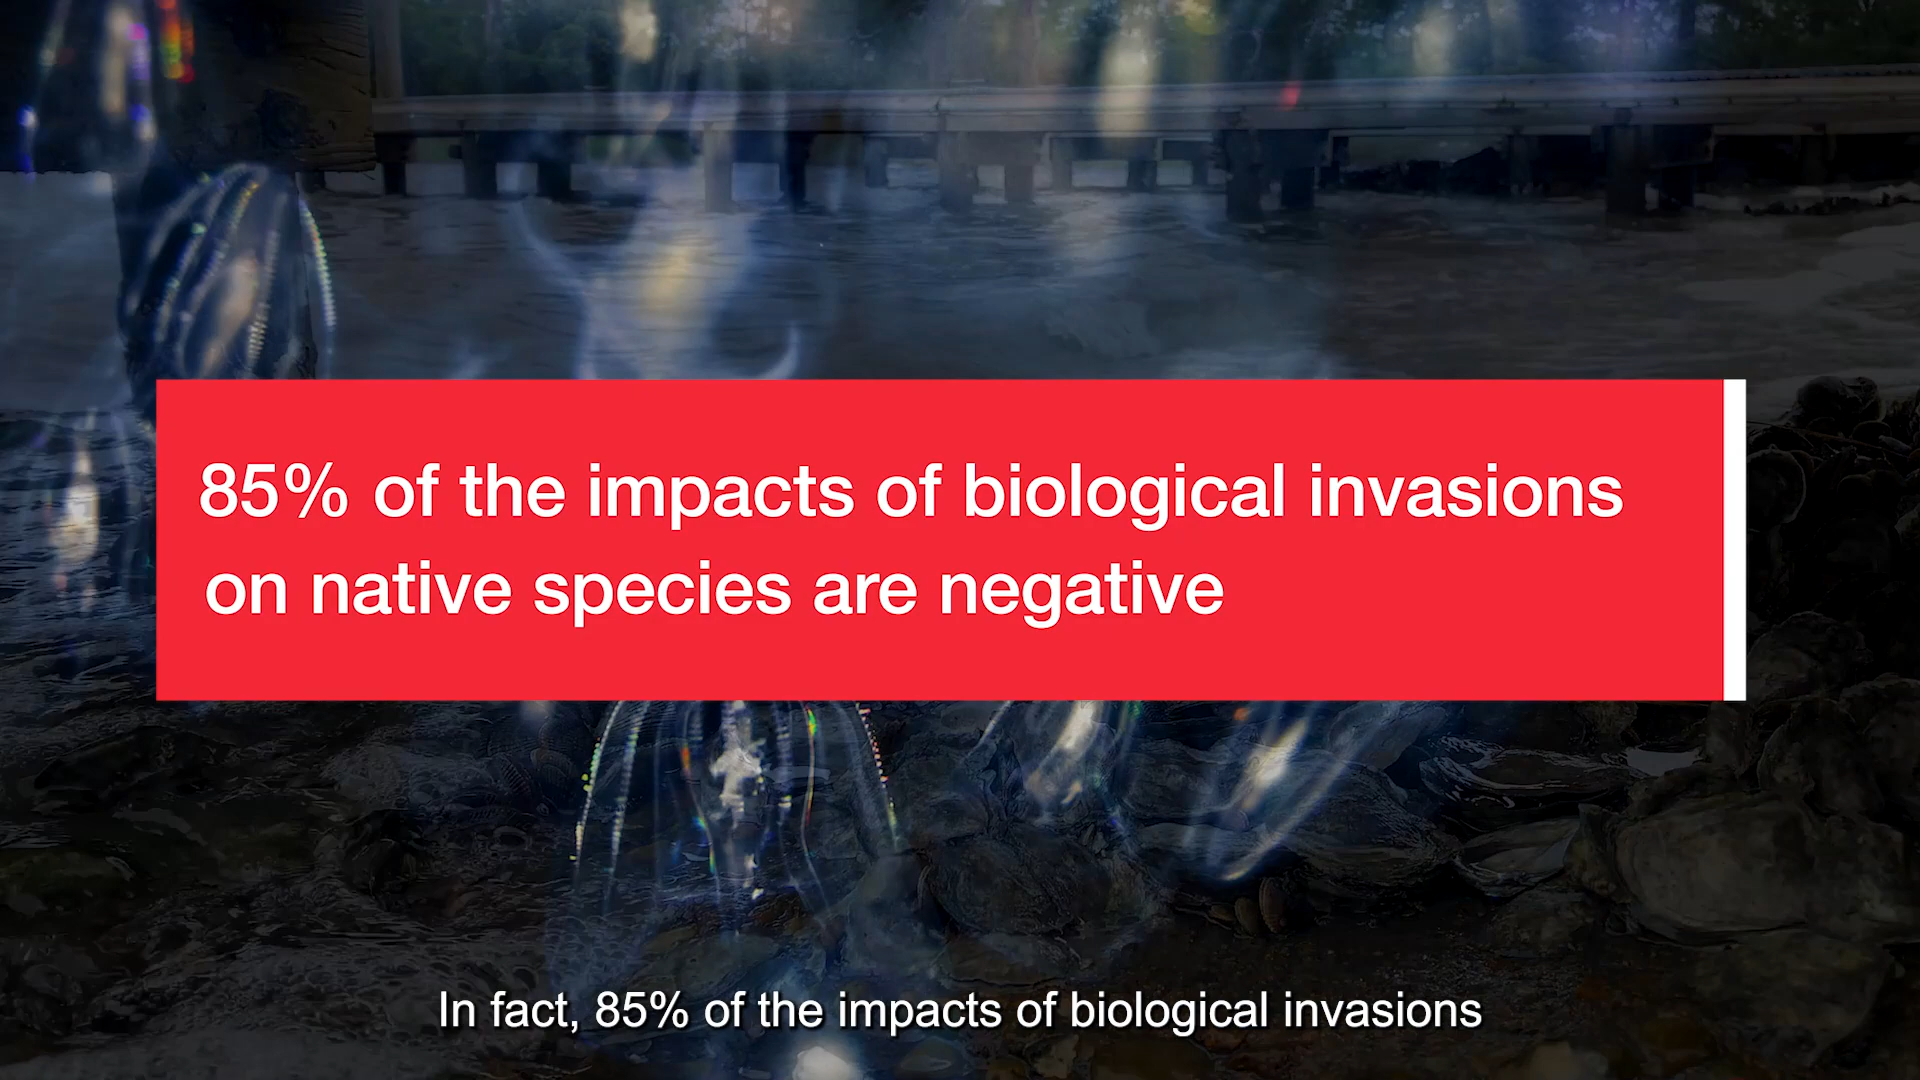 85% of the impacts of biological invasions
on native species are negative
In fact, 85% of the impacts of biological invasions